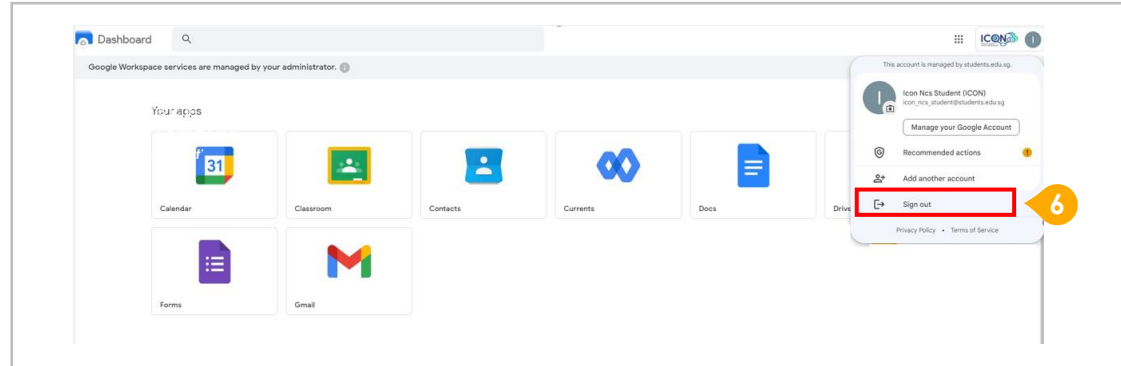 Dashboard
ICON
I
Google Workspace services are managed by your administrator.
This account is managed by students.edu.sg.
I
Icon Ncs Student (ICON)
icon_ncs_student@students.edu.sg
Manage your Google Account
Recommended actions
Add another account
Sign out
6
Privacy Policy • Terms of Service
Your apps
31
Calendar
Classroom
Contacts
Currents
Docs
Drive
Forms
Gmail